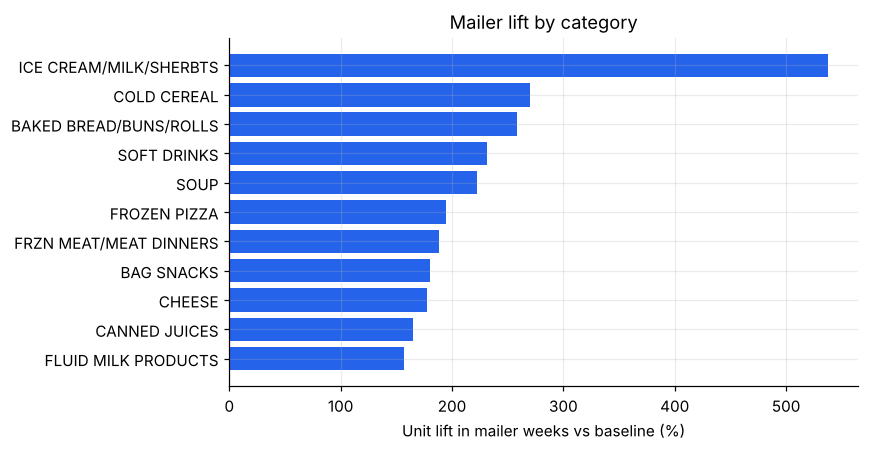 Mailer lift by category
ICE CREAM/MILK/SHERBTS
COLD CEREAL
BAKED BREAD/BUNS/ROLLS
SOFT DRINKS
SOUP
FROZEN PIZZA
FRZN MEAT/MEAT DINNERS
BAG SNACKS
CHEESE
CANNED JUICES
FLUID MILK PRODUCTS
0 100 200 300 400 500
Unit lift in mailer weeks vs baseline (%)